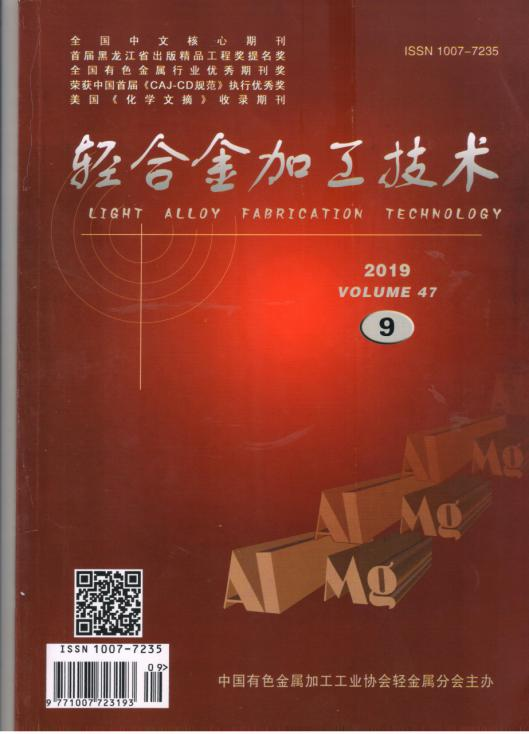 全国中文核心期刊
首届黑龙江省出版精品工程奖提名奖
全国有色金属行业优秀期刊奖
荣获中国首届《CAJ-CD规范》执行优秀奖
美国《化学文摘》收录期刊
ISSN 1007-7235
轻合金加工技术
LIGHT ALLOY FABRICATION TECHNOLOGY
2019
VOLUME 47
9
Al Mg
Al Mg
Al Mg
ISSN 1007-7235
09>
9 771007 723193
中国有色金属加工工业协会轻金属分会主办